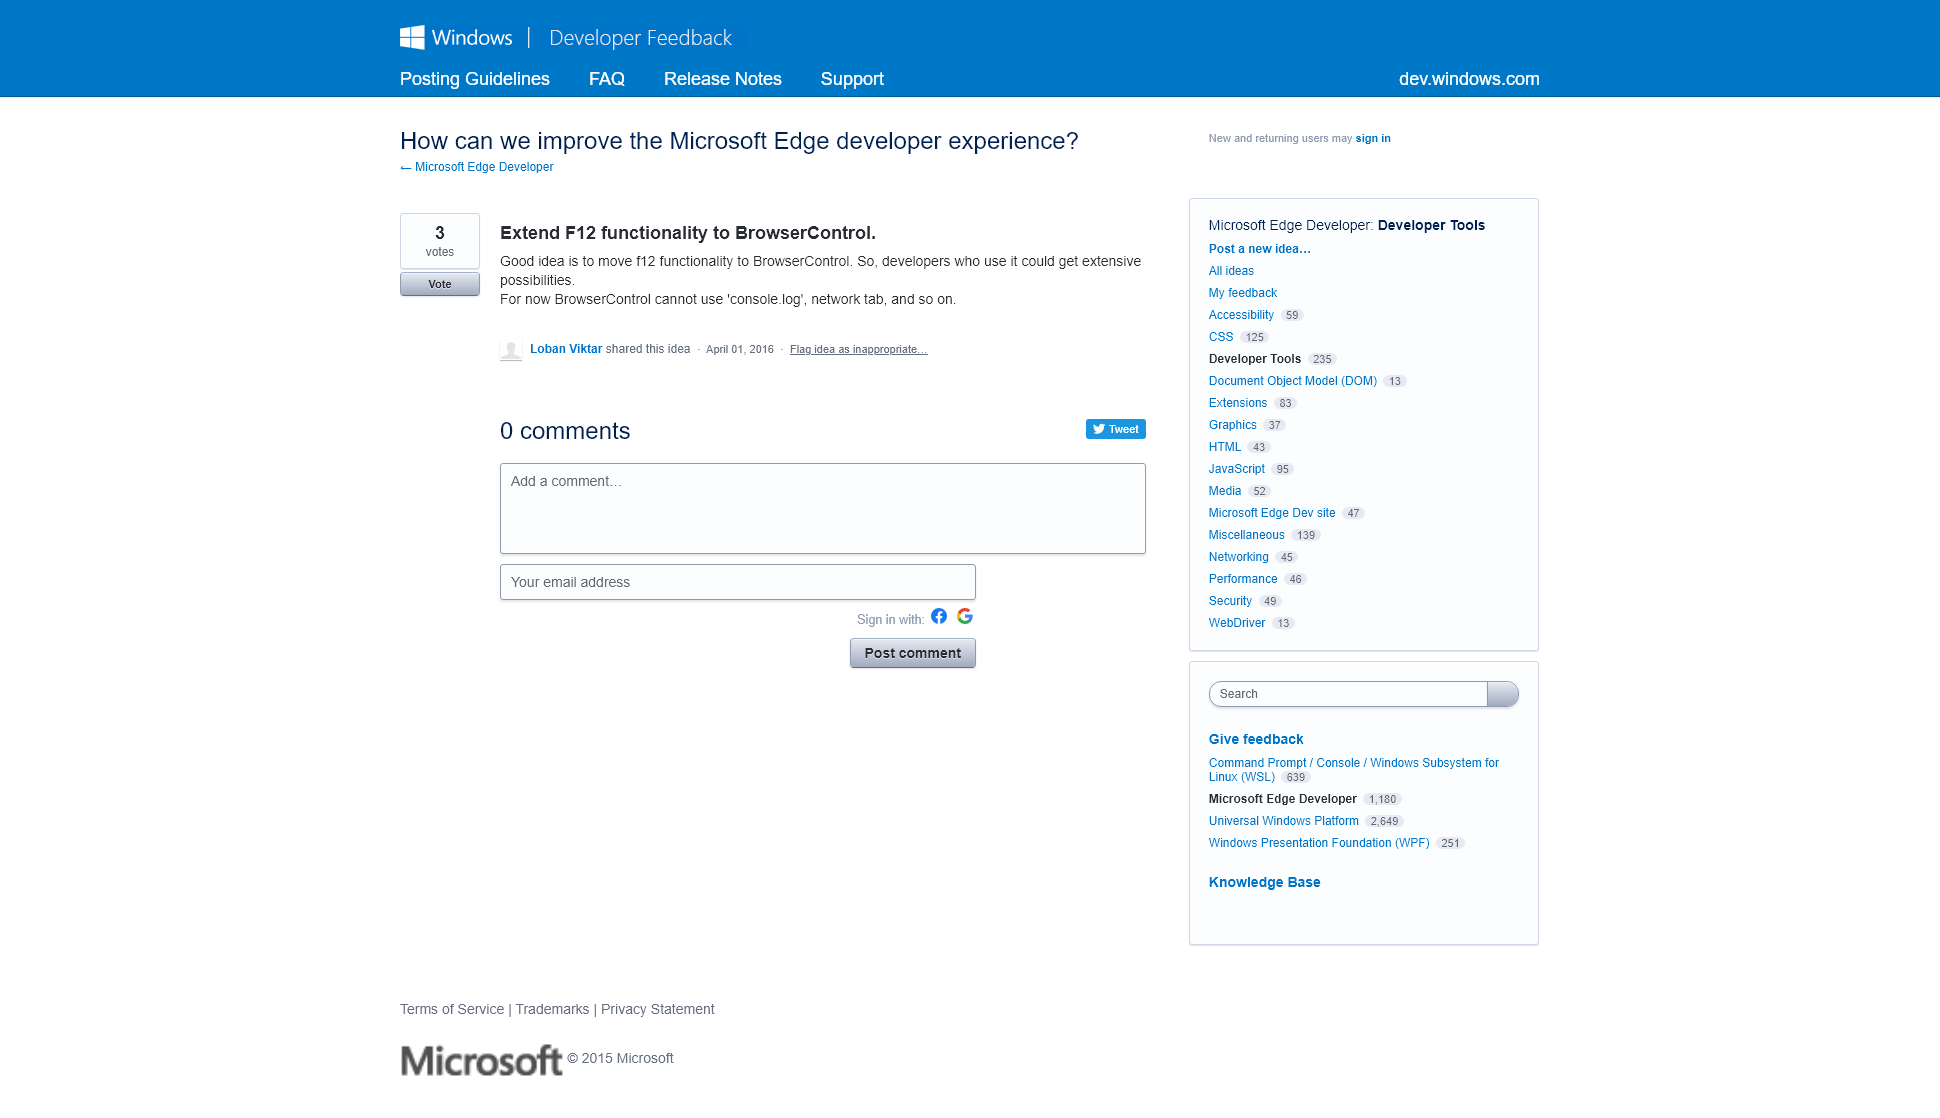 Windows | Developer Feedback
Posting Guidelines FAQ Release Notes Support dev.windows.com
How can we improve the Microsoft Edge developer experience?
← Microsoft Edge Developer
New and returning users may sign in
3
votes
Vote
Extend F12 functionality to BrowserControl.
Good idea is to move f12 functionality to BrowserControl. So, developers who use it could get extensive
possibilities.
For now BrowserControl cannot use 'console.log', network tab, and so on.
Loban Viktar shared this idea · April 01, 2016 · Flag idea as inappropriate…
0 comments
Tweet
Add a comment…
Your email address
Sign in with:
Post comment
Microsoft Edge Developer: Developer Tools
Post a new idea…
All ideas
My feedback
Accessibility 59
CSS 125
Developer Tools 235
Document Object Model (DOM) 13
Extensions 83
Graphics 37
HTML 43
JavaScript 95
Media 52
Microsoft Edge Dev site 47
Miscellaneous 139
Networking 45
Performance 46
Security 49
WebDriver 13
Search
Give feedback
Command Prompt / Console / Windows Subsystem for
Linux (WSL) 639
Microsoft Edge Developer 1,180
Universal Windows Platform 2,649
Windows Presentation Foundation (WPF) 251
Knowledge Base
Terms of Service | Trademarks | Privacy Statement
Microsoft © 2015 Microsoft